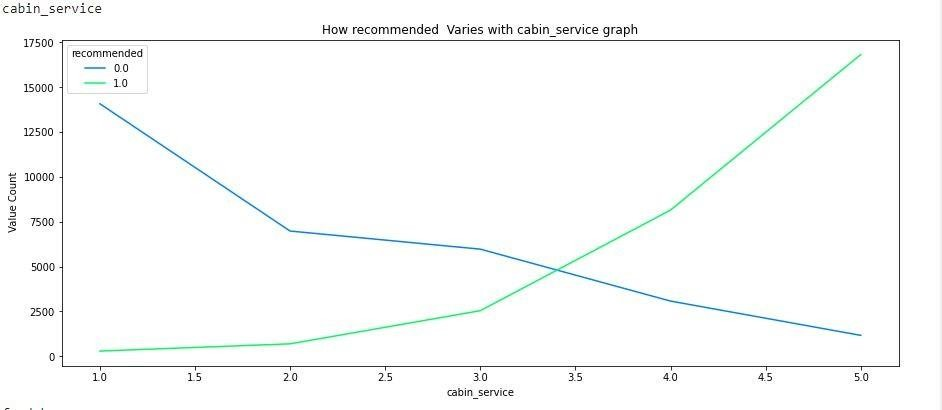 cabin_service
How recommended  Varies with cabin_service graph
17500
15000
12500
10000
7500
5000
2500
0
Value Count
recommended
0.0
1.0
1.0 1.5 2.0 2.5 3.0 3.5 4.0 4.5 5.0
cabin_service